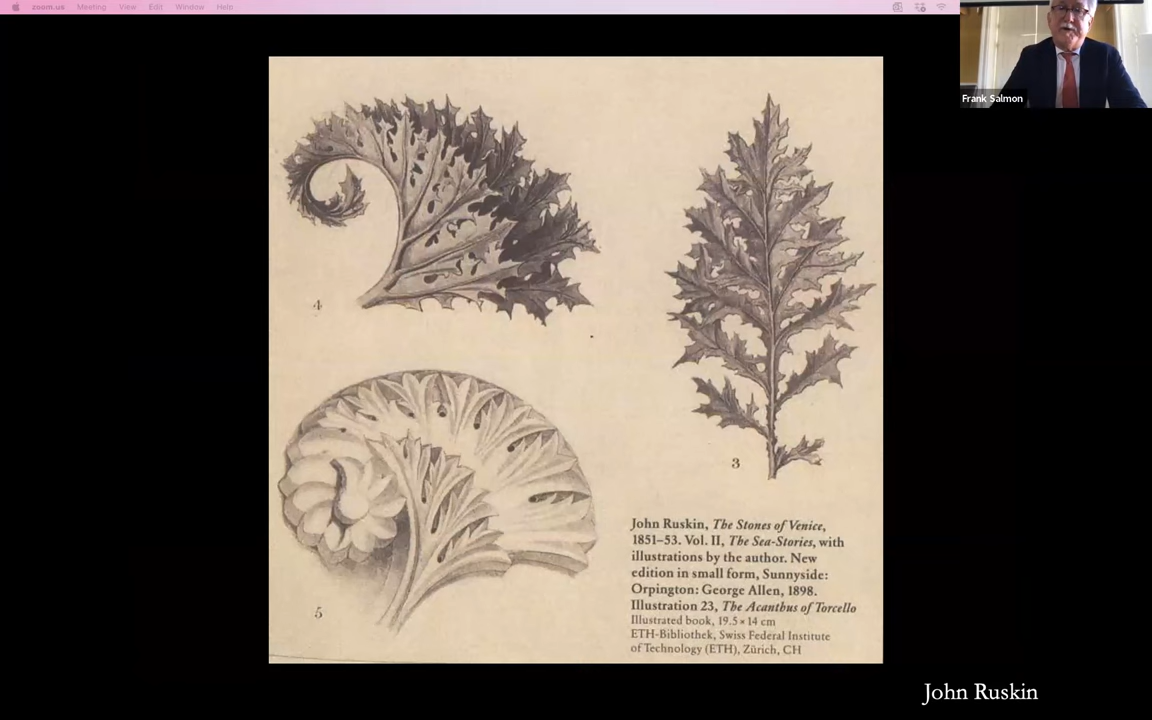 zoom.us Meeting View Edit Window Help
Frank Salmon
4
3
5
John Ruskin, The Stones of Venice,
1851–53. Vol. II, The Sea-Stories, with
illustrations by the author. New
edition in small form, Sunnyside:
Orpington: George Allen, 1898.
Illustration 23, The Acanthus of Torcello
Illustrated book, 19.5 × 14 cm
ETH-Bibliothek, Swiss Federal Institute
of Technology (ETH), Zürich, CH
John Ruskin